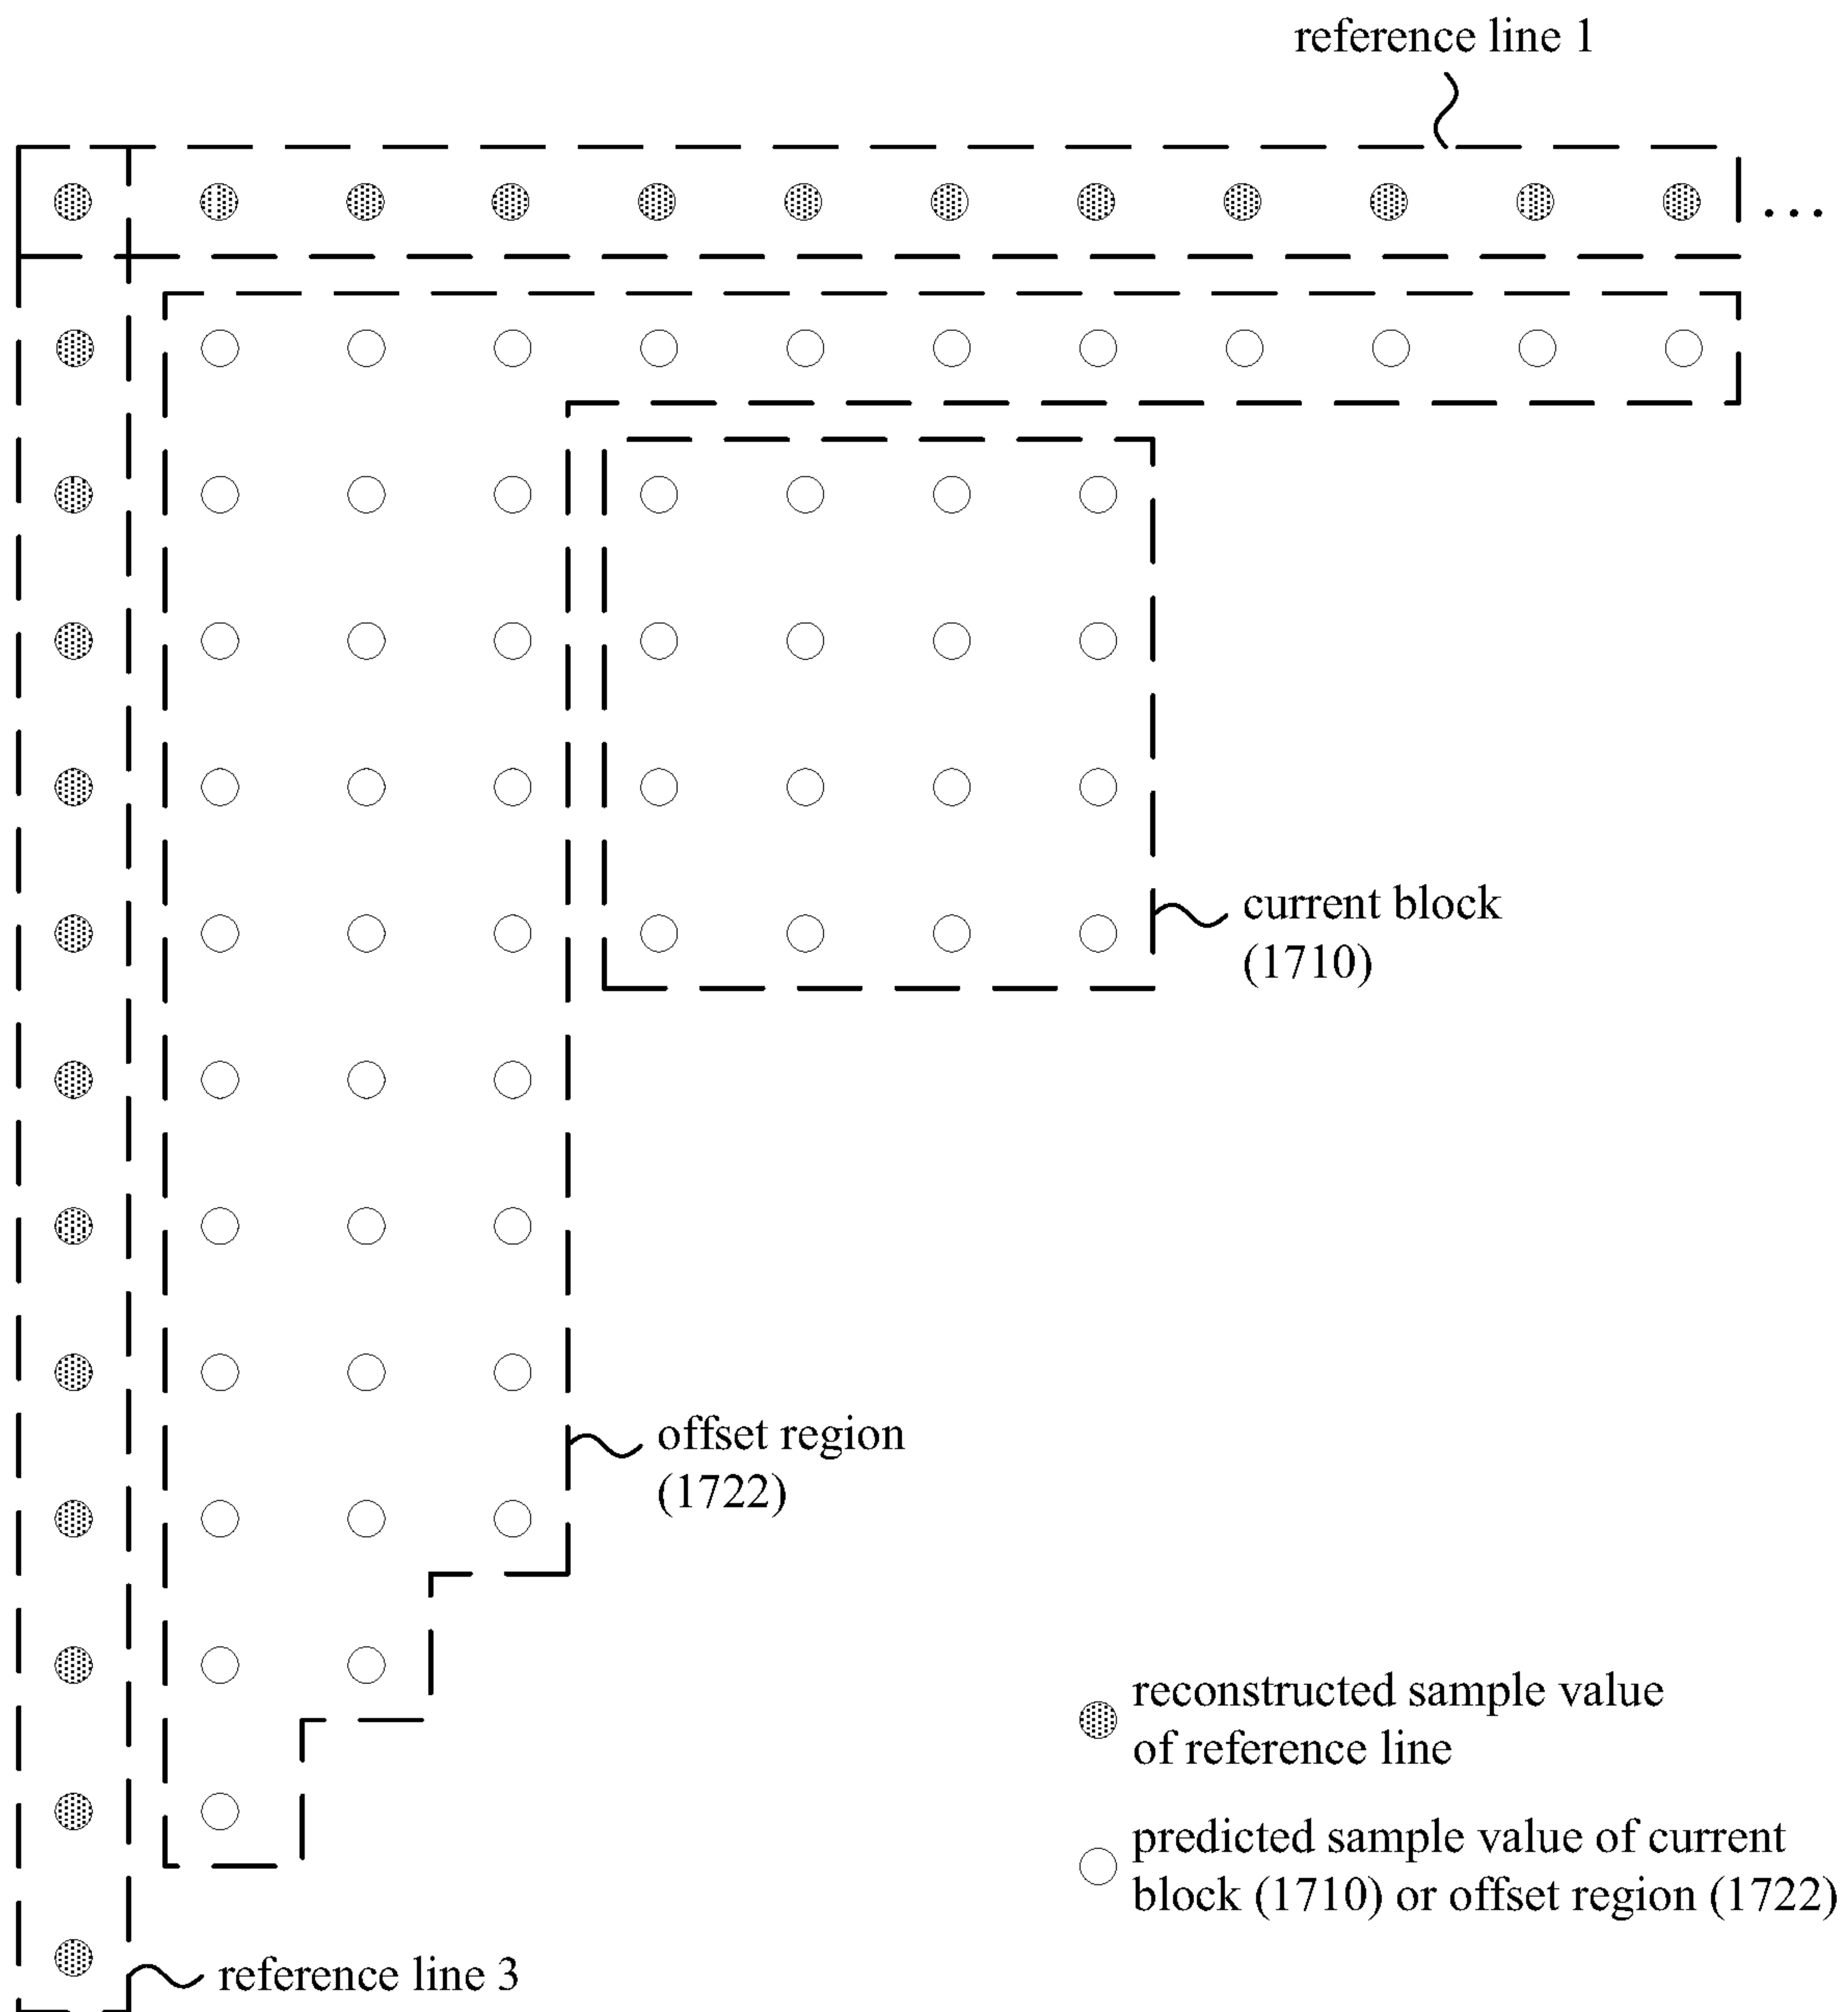 reference line 1
...
current block
(1710)
offset region
(1722)
reconstructed sample value
of reference line
predicted sample value of current
block (1710) or offset region (1722)
reference line 3